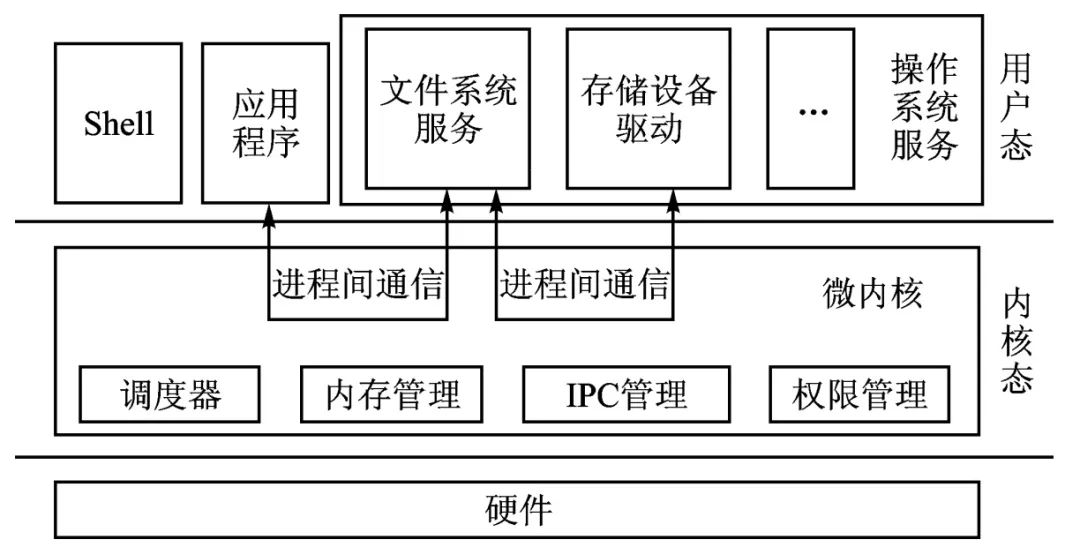 Shell
应用
程序
文件系统
服务
存储设备
驱动
...
操作
系统
服务
用户态
进程间通信
进程间通信
微内核
调度器
内存管理
IPC管理
权限管理
内核态
硬件